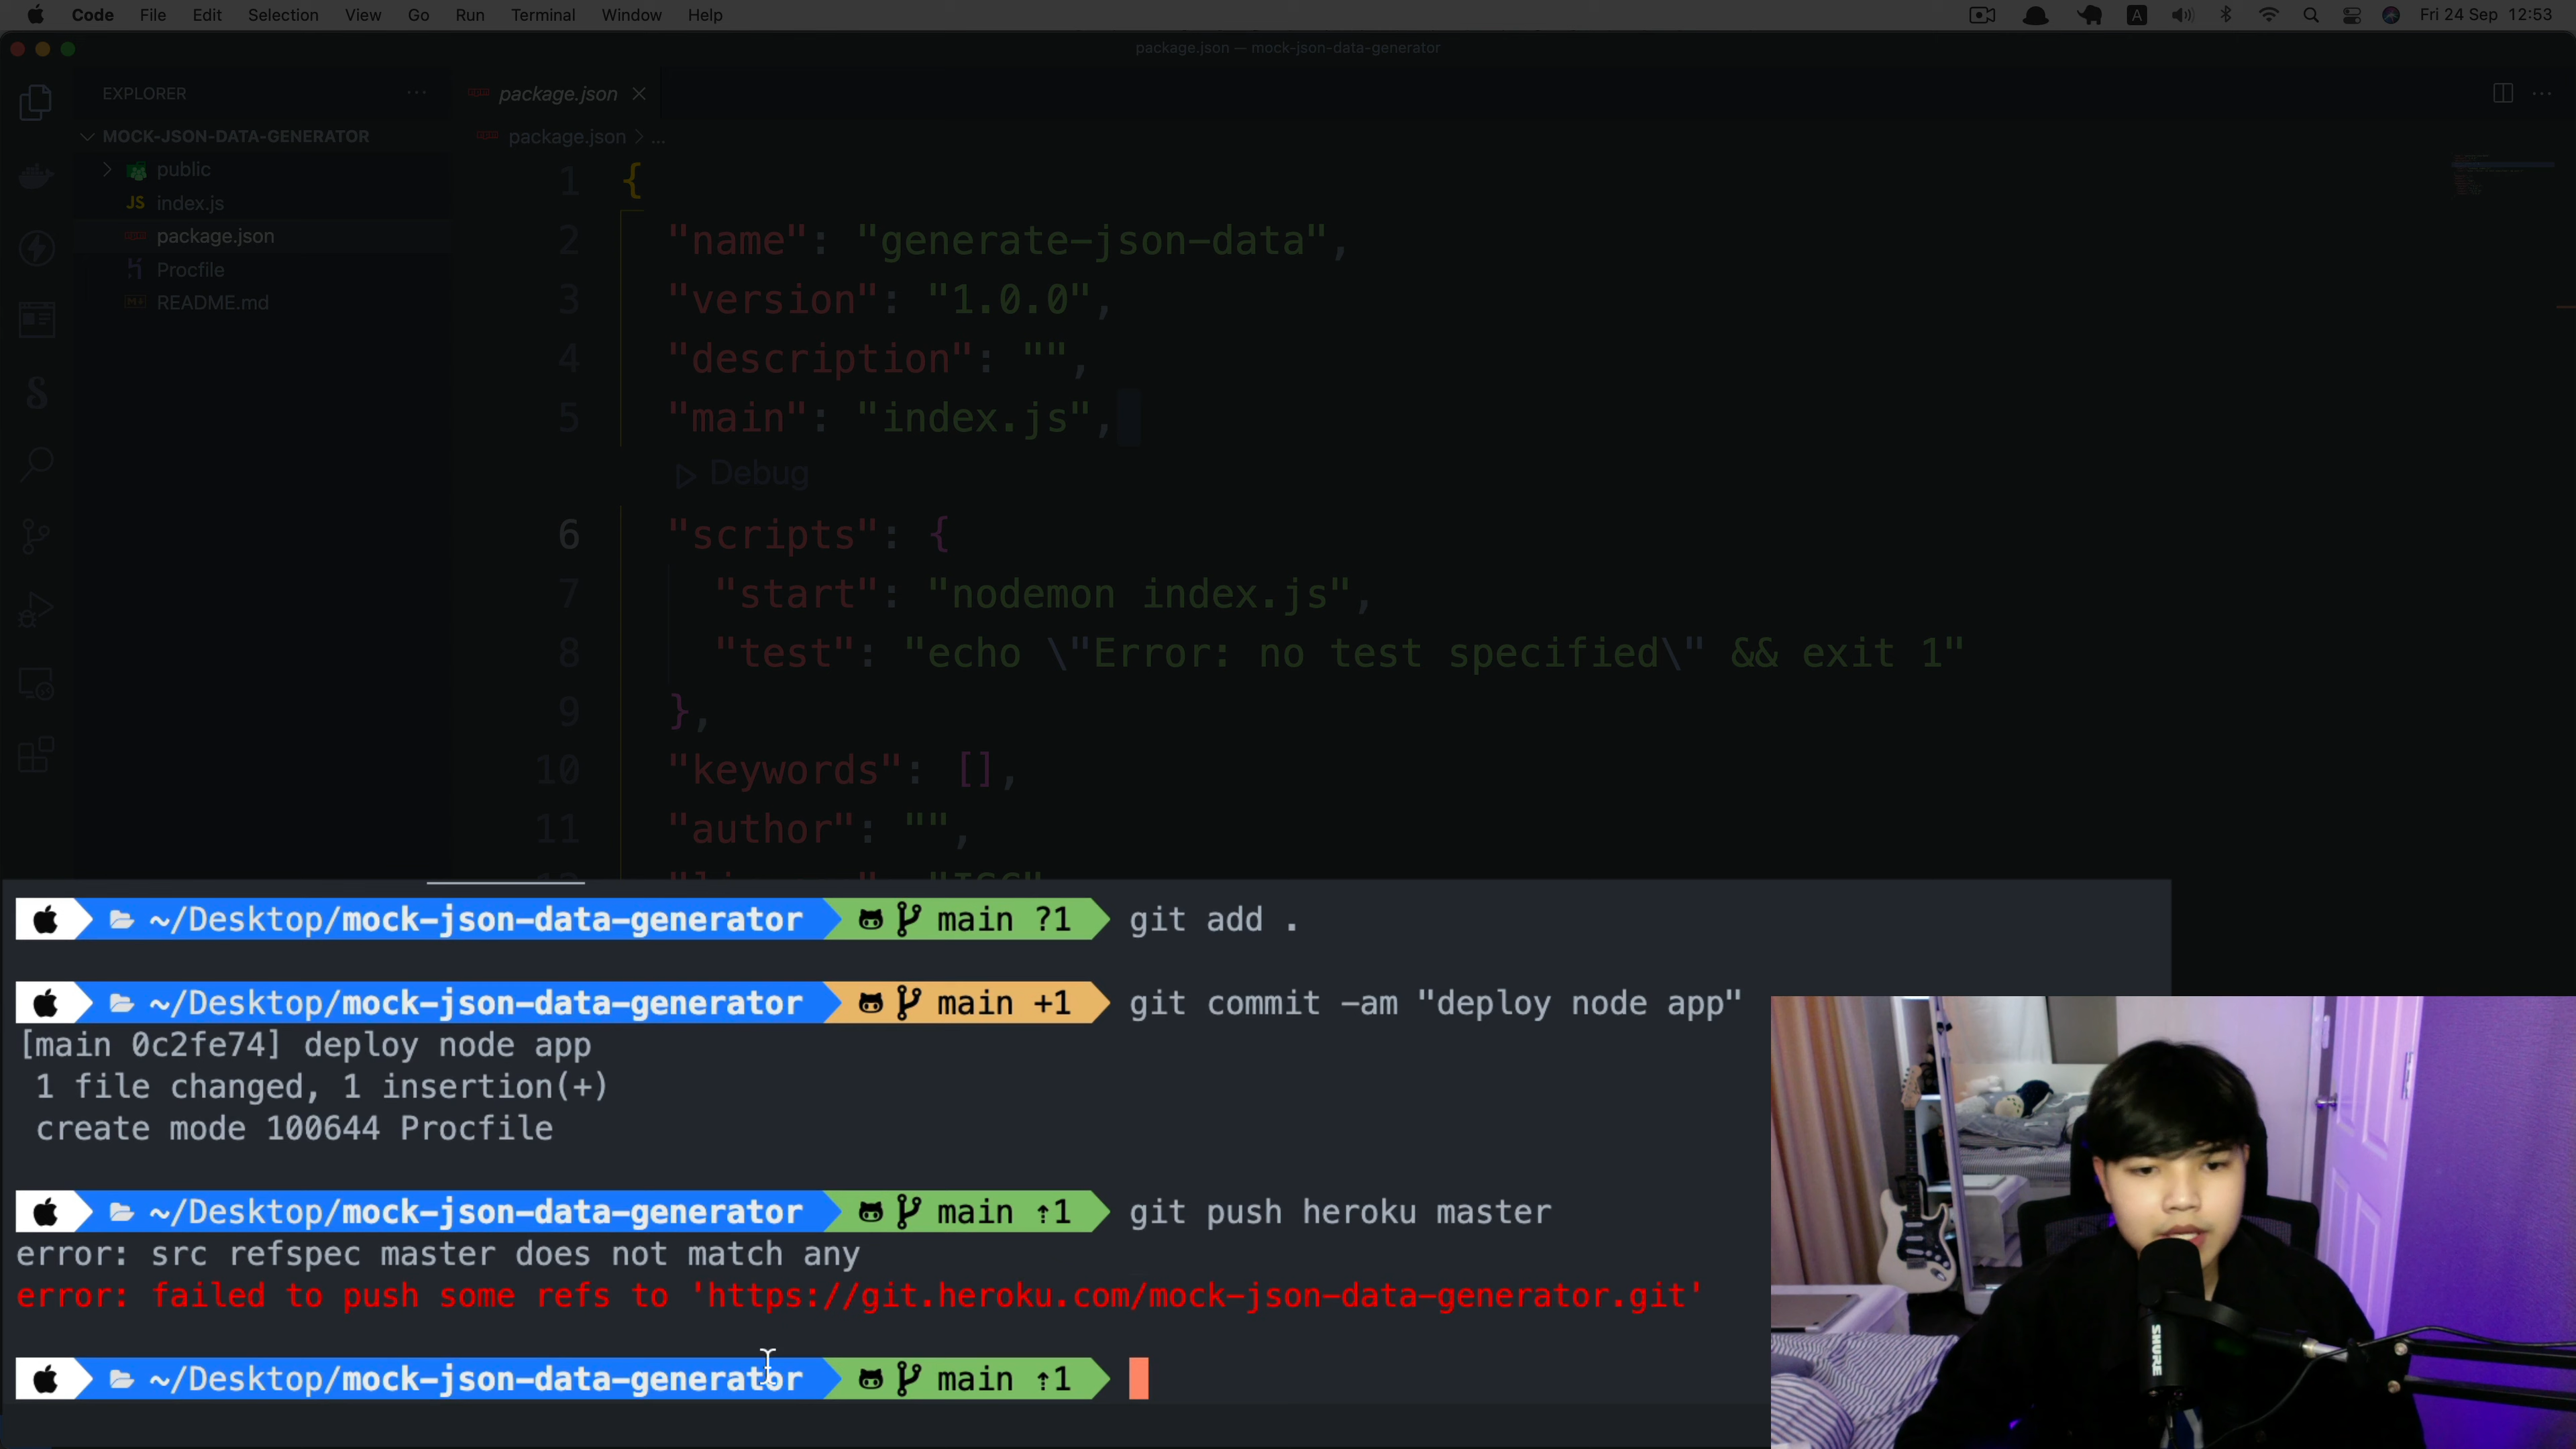 Code File Edit Selection View Go Run Terminal Window Help
A
Fri 24 Sep 12:53
package.json — mock-json-data-generator
EXPLORER
MOCK-JSON-DATA-GENERATOR
public
JS index.js
package.json
Procfile
README.md
package.json
package.json > ...
1 {
2 "name": "generate-json-data",
3 "version": "1.0.0",
4 "description": "",
5 "main": "index.js",
Debug
6 "scripts": {
7 "start": "nodemon index.js",
8 "test": "echo \"Error: no test specified\" && exit 1"
9 },
10 "keywords": [],
11 "author": "",
~/Desktop/mock-json-data-generator main ?1 git add .
~/Desktop/mock-json-data-generator main +1 git commit -am "deploy node app"
[main 0c2fe74] deploy node app
1 file changed, 1 insertion(+)
create mode 100644 Procfile
~/Desktop/mock-json-data-generator main ↑1 git push heroku master
error: src refspec master does not match any
error: failed to push some refs to 'https://git.heroku.com/mock-json-data-generator.git'
~/Desktop/mock-json-data-generator main ↑1
SHURE